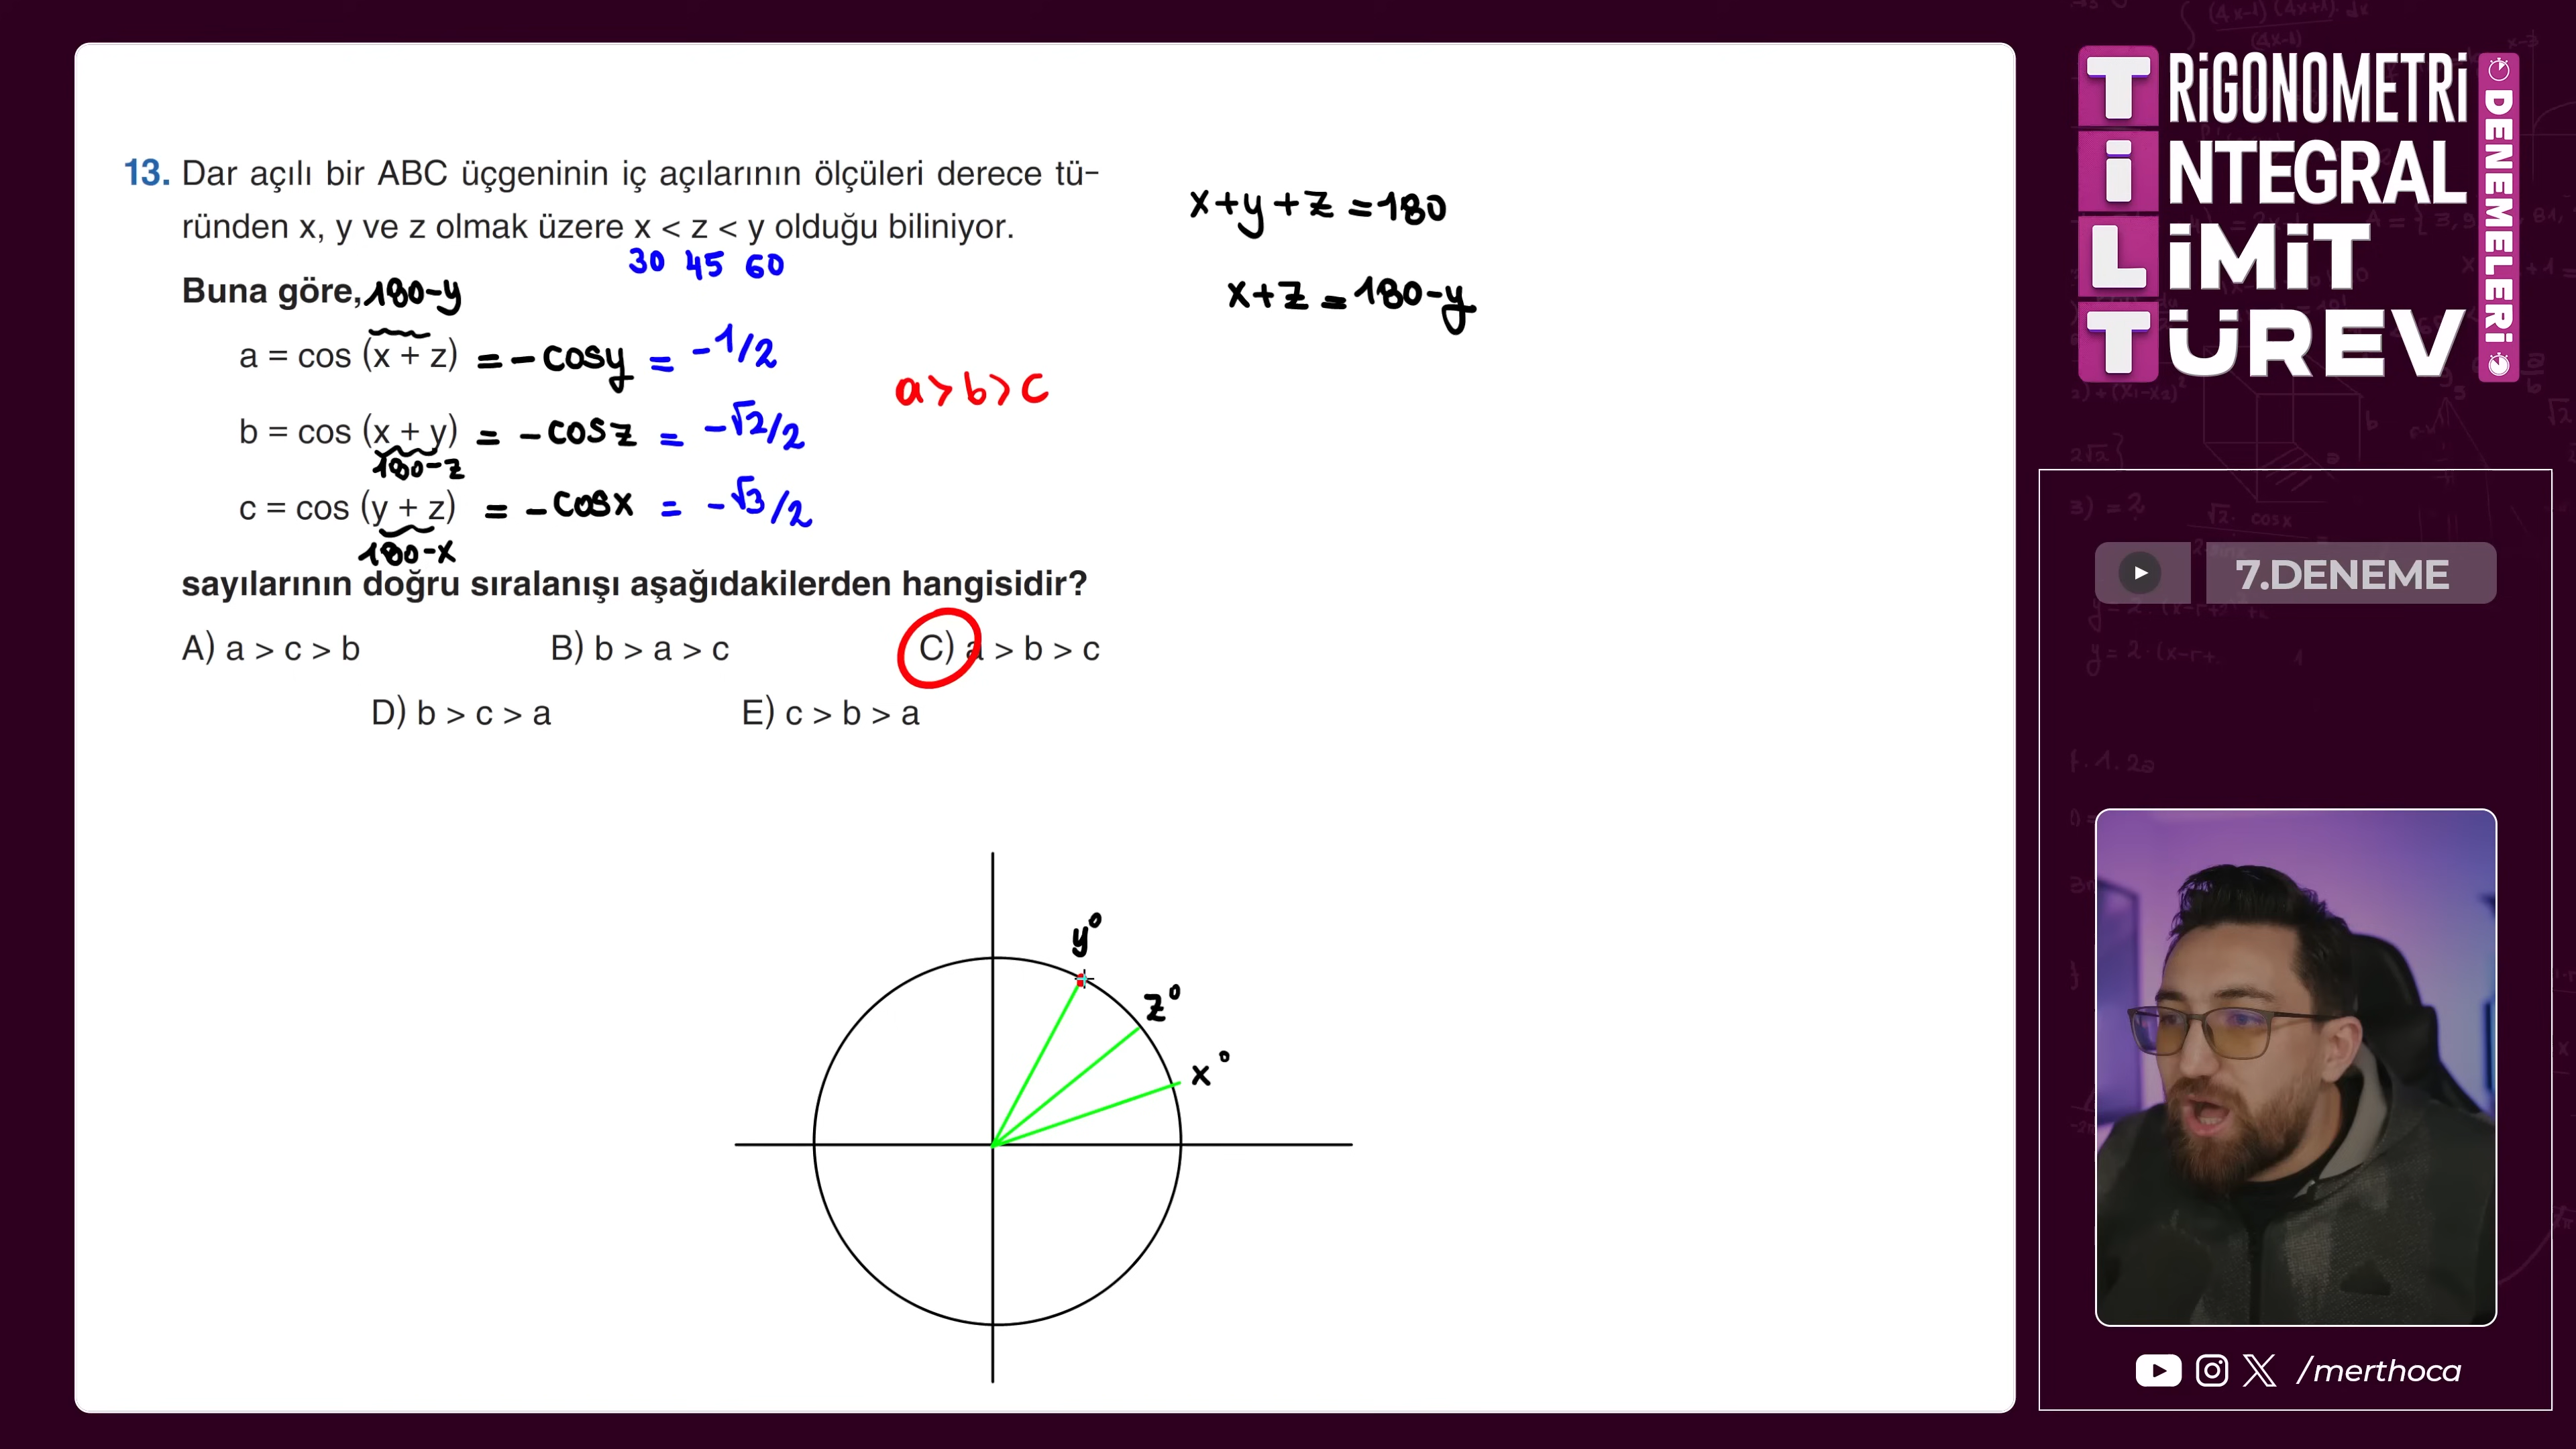 13. Dar açılı bir ABC üçgeninin iç açılarının ölçüleri derece tü-
ründen x, y ve z olmak üzere x < z < y olduğu biliniyor.
30 45 60
Buna göre, 180-y
a = cos (x + z) = -cosy = -1/2
b = cos (x + y) = -cosz = -√2/2
180-z
c = cos (y + z) = -cosx = -√3/2
180-x
sayılarının doğru sıralanışı aşağıdakilerden hangisidir?
A) a > c > b B) b > a > c C) a > b > c
D) b > c > a E) c > b > a
x+y+z=180
x+z=180-y
a>b>c
y°
z°
x°
TRiGONOMETRi
iNTEGRAL
LiMiT
TÜREV
DENEMELERi
7.DENEME
/merthoca